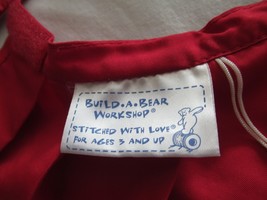 BUILD•A•BEAR
WORKSHOP®
STITCHED WITH LOVE®
FOR AGES 3 AND UP